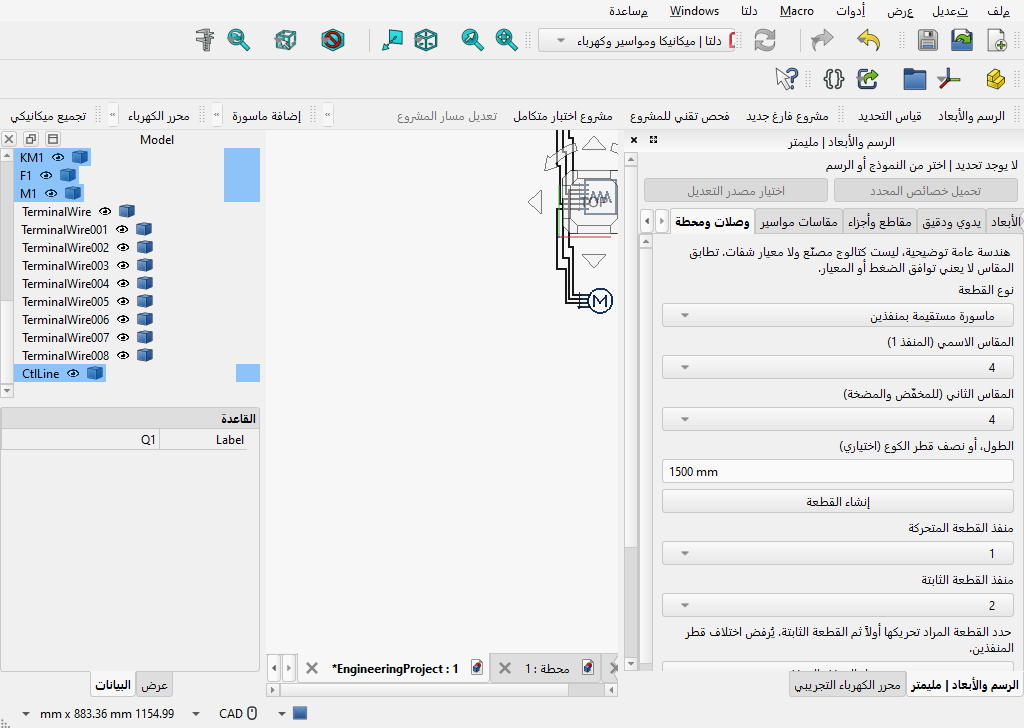 ملف
تعديل
عرض
أدوات
Macro
دلتا
Windows
مساعدة
دلتا | ميكانيكا ومواسير وكهرباء
الرسم والأبعاد
قياس التحديد
مشروع فارغ جديد
فحص تقني للمشروع
مشروع اختبار متكامل
تعديل مسار المشروع
إضافة ماسورة
محرر الكهرباء
تجميع ميكانيكي
Model
KM1
F1
M1
TerminalWire
TerminalWire001
TerminalWire002
TerminalWire003
TerminalWire004
TerminalWire005
TerminalWire006
TerminalWire007
TerminalWire008
CtlLine
القاعدة
Label
Q1
عرض
البيانات
TOP
M
محطة : 1
EngineeringProject : 1*
الرسم والأبعاد | مليمتر
لا يوجد تحديد | اختر من النموذج أو الرسم
تحميل خصائص المحدد
اختيار مصدر التعديل
الأبعاد
يدوي ودقيق
مقاطع وأجزاء
مقاسات مواسير
وصلات ومحطة
هندسة عامة توضيحية، ليست كتالوج مصنّع ولا معيار شفات. تطابق
المقاس لا يعني توافق الضغط أو المعيار.
نوع القطعة
ماسورة مستقيمة بمنفذين
المقاس الاسمي (المنفذ 1)
4
المقاس الثاني (للمخفّض والمضخة)
4
الطول، أو نصف قطر الكوع (اختياري)
1500 mm
إنشاء القطعة
منفذ القطعة المتحركة
1
منفذ القطعة الثابتة
2
حدد القطعة المراد تحريكها أولاً ثم القطعة الثابتة. يُرفض اختلاف قطر
المنفذين.
الرسم والأبعاد | مليمتر
محرر الكهرباء التجريبي
CAD
1154.99 mm x 883.36 mm